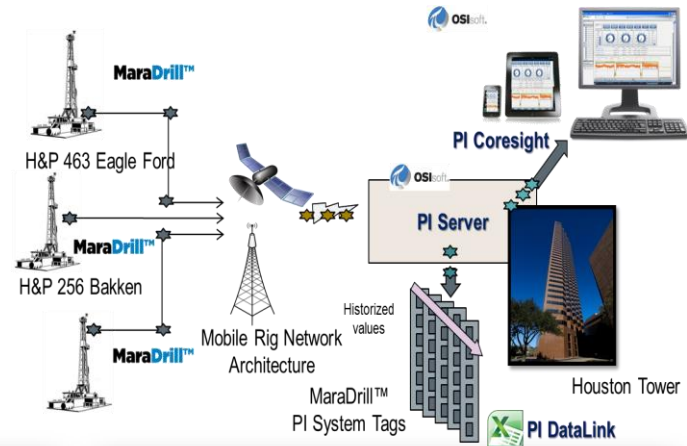 OSIsoft.
MaraDrill™
H&P 463 Eagle Ford
PI Coresight
OSIsoft.
PI Server
MaraDrill™
H&P 256 Bakken
Mobile Rig Network
Architecture
Historized
values
MaraDrill™
MaraDrill™
PI System Tags
Houston Tower
PI DataLink